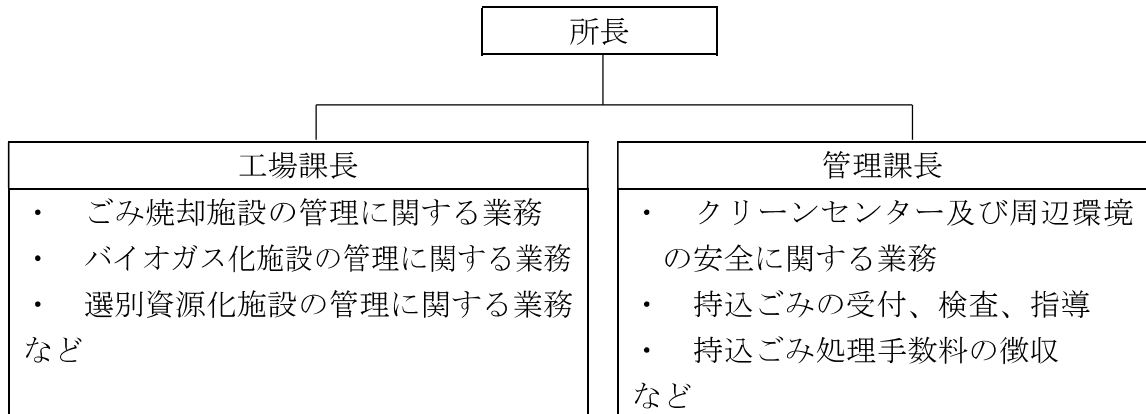 所長
工場課長
・　ごみ焼却施設の管理に関する業務
・　バイオガス化施設の管理に関する業務
・　選別資源化施設の管理に関する業務
など
管理課長
・　クリーンセンター及び周辺環境
の安全に関する業務
・　持込ごみの受付、検査、指導
・　持込ごみ処理手数料の徴収
など